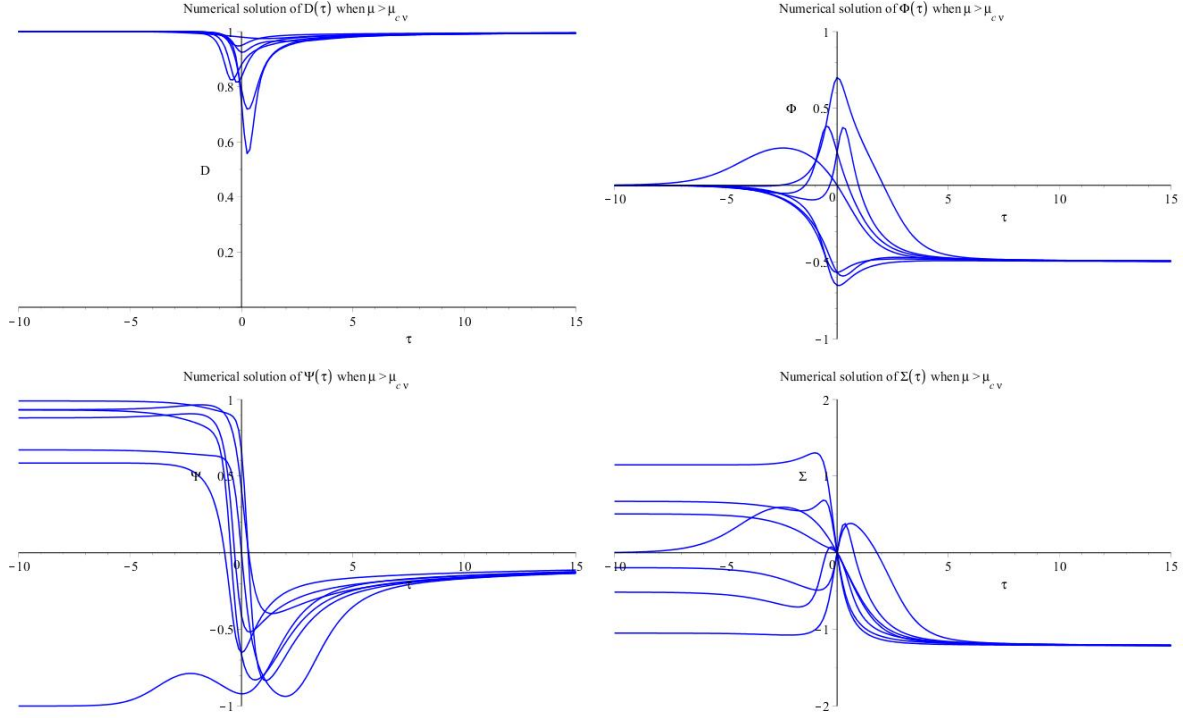 Numerical solution of D(τ) when μ > μ_cv
Numerical solution of Φ(τ) when μ > μ_cv
1
0.8
0.6
D
0.4
0.2
−10 −5 0 5 10 15
τ
1
Φ 0.5
−10 −5 0 5 10 15
τ
−0.5
−1
Numerical solution of Ψ(τ) when μ > μ_cv
Numerical solution of Σ(τ) when μ > μ_cv
1
Ψ 0.5
−10 −5 0 5 10 15
τ
−0.5
−1
2
Σ 1
−10 −5 0 5 10 15
τ
−1
−2